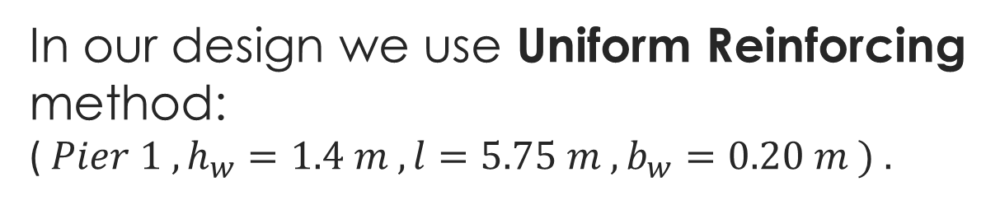 In our design we use Uniform Reinforcing
method:
( Pier 1 , h_w = 1.4 m , l = 5.75 m , b_w = 0.20 m ) .